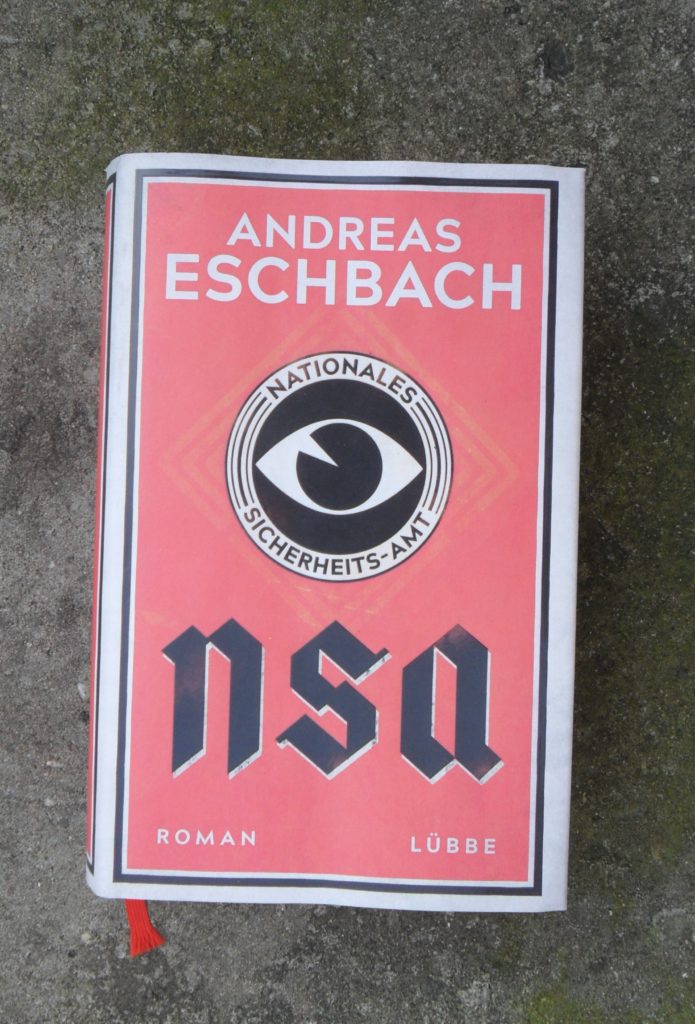 ANDREAS
ESCHBACH
NATIONALES
SICHERHEITS-AMT
nsa
ROMAN
LÜBBE